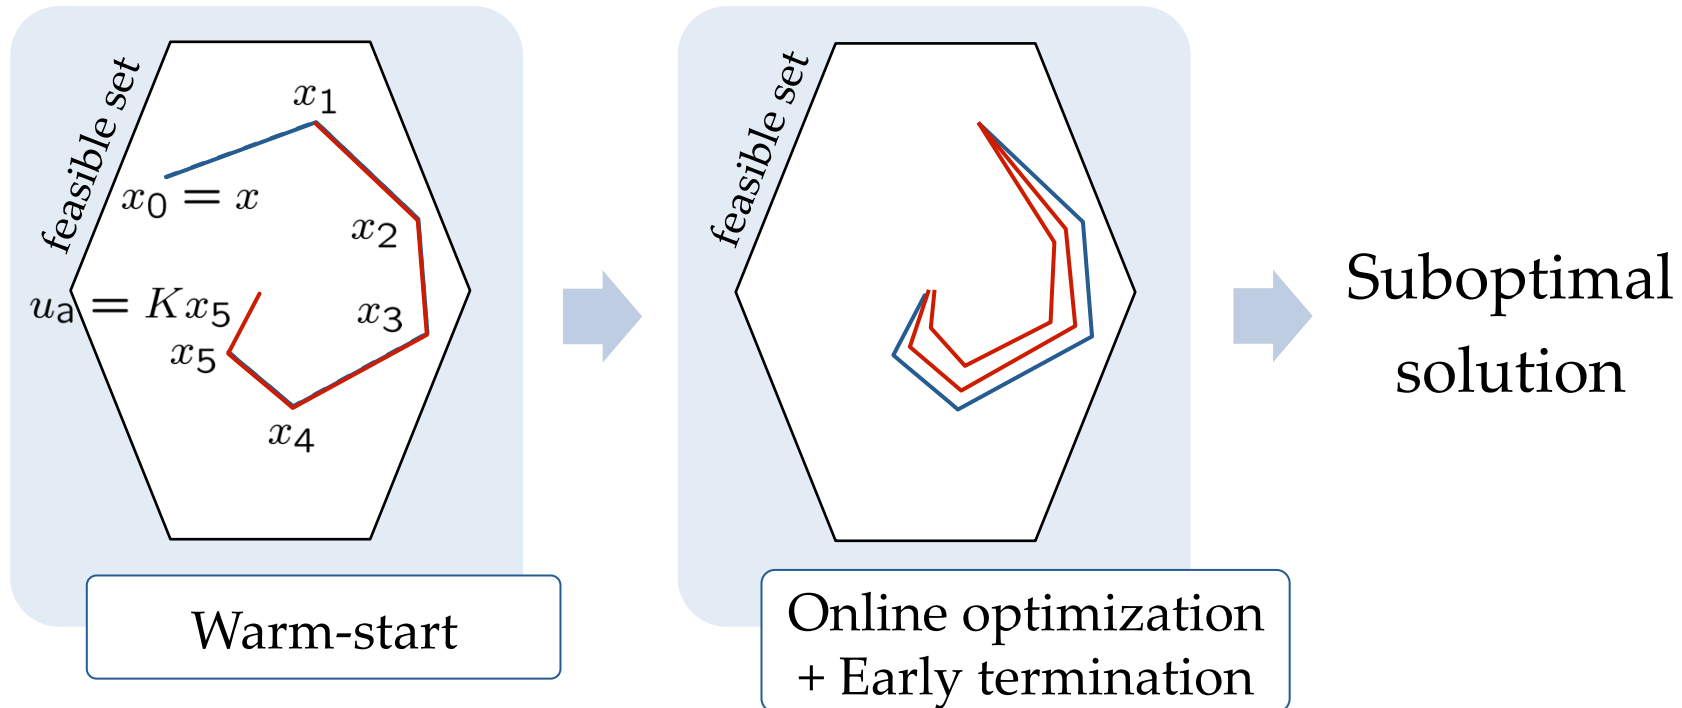 feasible set
x₁
x₀ = x
x₂
uₐ = Kx₅
x₃
x₅
x₄
Warm-start
feasible set
Online optimization
+ Early termination
Suboptimal
solution